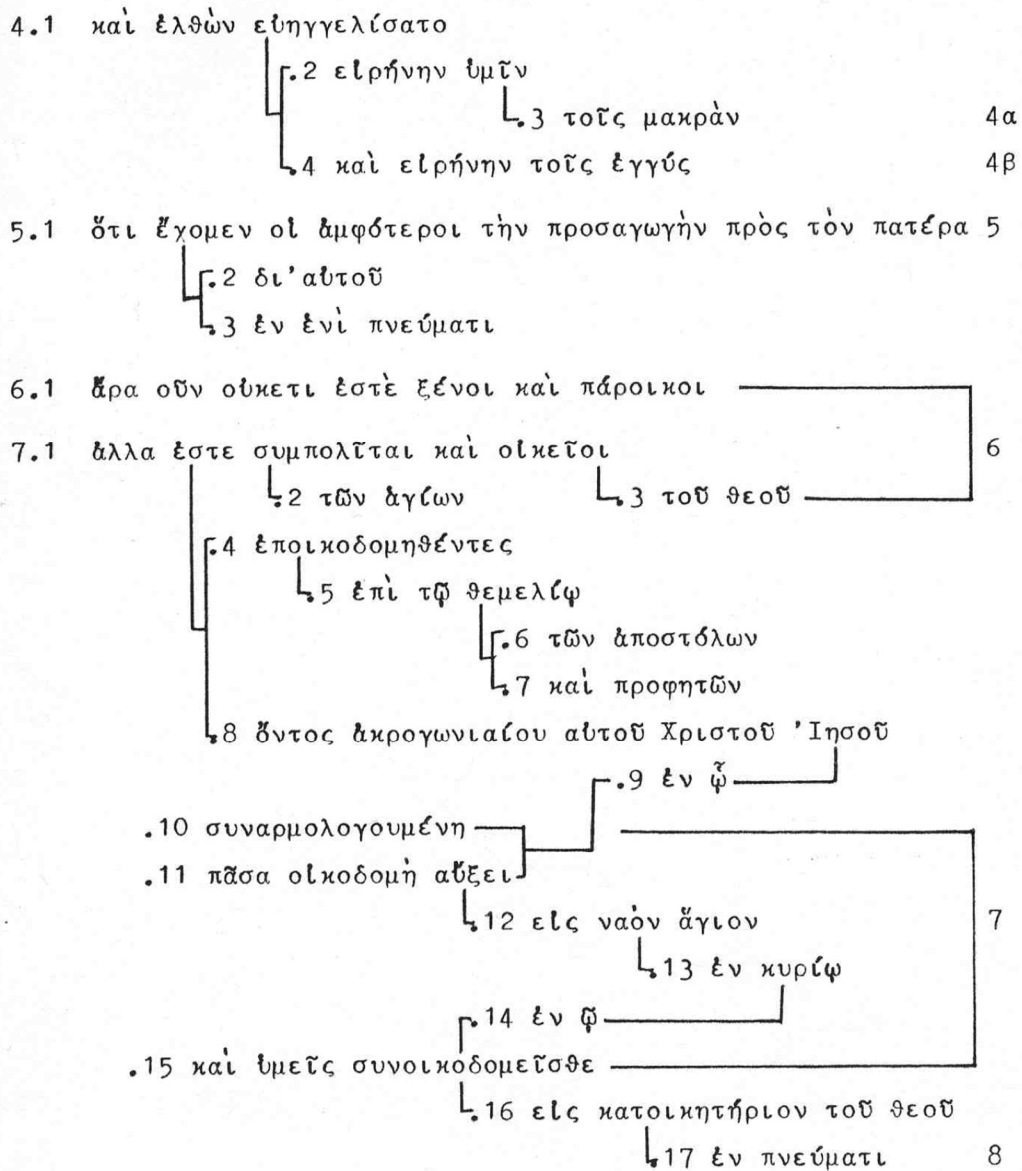 4.1 καὶ ἐλθὼν εὐηγγελίσατο
.2 εἰρήνην ὑμῖν
.3 τοῖς μακρὰν 4α
.4 καὶ εἰρήνην τοῖς ἐγγύς 4β
5.1 ὅτι ἔχομεν οἱ ἀμφότεροι τὴν προσαγωγὴν πρὸς τὸν πατέρα 5
.2 δι'αὐτοῦ
.3 ἐν ἑνὶ πνεύματι
6.1 ἄρα οὖν οὐκετι ἐστὲ ξένοι καὶ πάροικοι
7.1 ἀλλα ἐστε συμπολῖται καὶ οἰκεῖοι 6
.2 τῶν ἁγίων .3 τοῦ θεοῦ
.4 ἐποικοδομηθέντες
.5 ἐπὶ τῷ θεμελίῳ
.6 τῶν ἀποστόλων
.7 καὶ προφητῶν
.8 ὄντος ἀκρογωνιαίου αὐτοῦ Χριστοῦ Ἰησοῦ
.9 ἐν ᾧ
.10 συναρμολογουμένη
.11 πᾶσα οἰκοδομὴ αὔξει
.12 εἰς ναὸν ἅγιον 7
.13 ἐν κυρίῳ
.14 ἐν ῷ
.15 καὶ ὑμεῖς συνοικοδομεῖσθε
.16 εἰς κατοικητήριον τοῦ θεοῦ
.17 ἐν πνεύματι 8